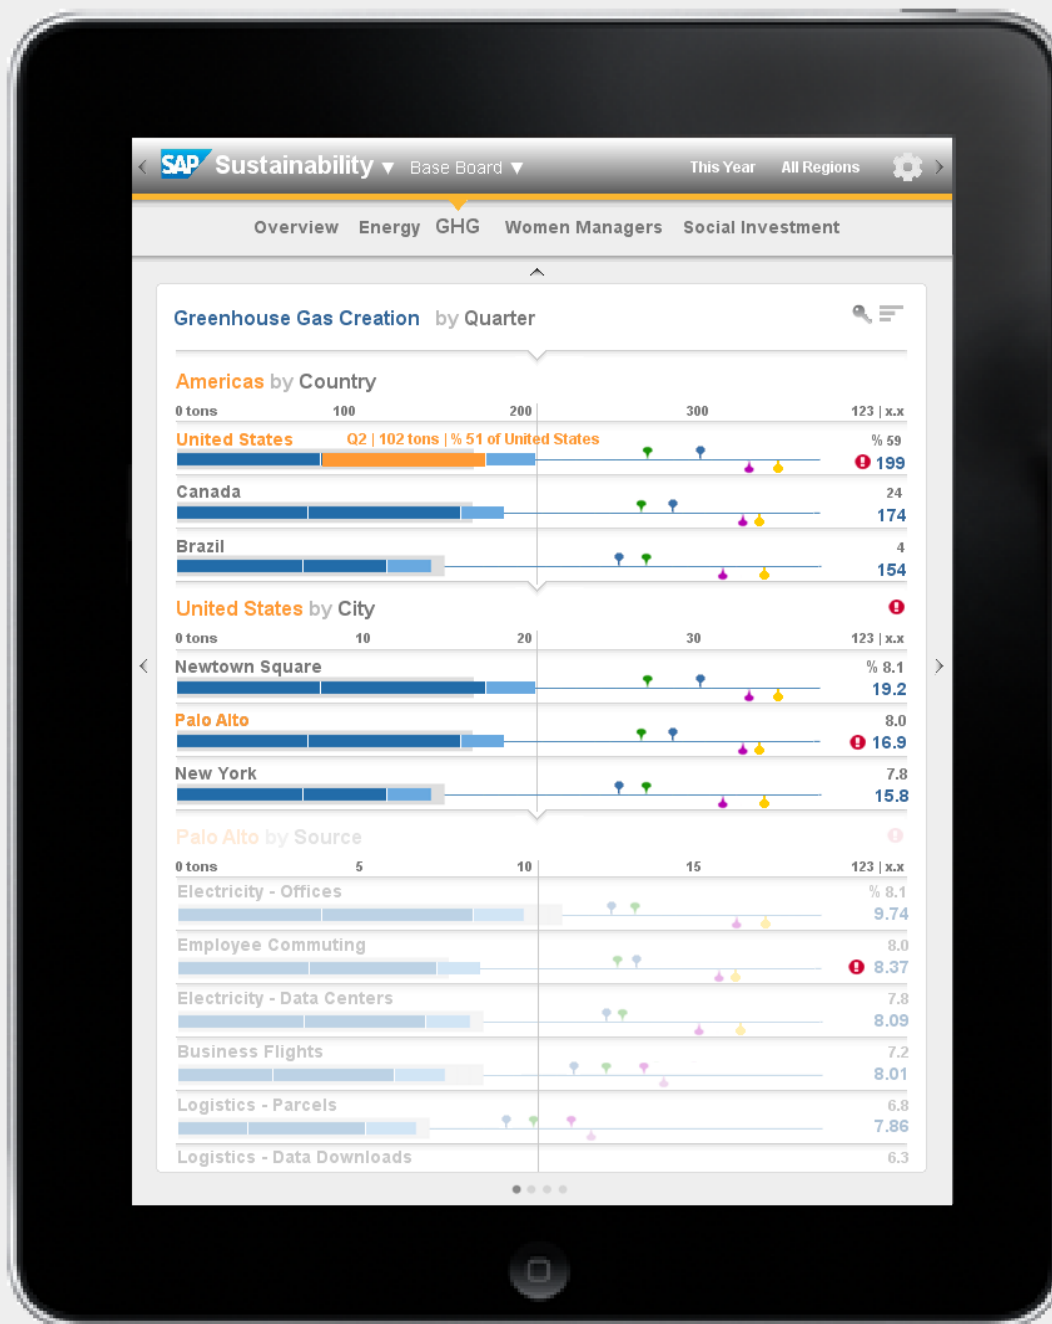 SAP Sustainability ▼ Base Board ▼ This Year All Regions
Overview Energy GHG Women Managers Social Investment
Greenhouse Gas Creation by Quarter
Americas by Country
0 tons 100 200 300 123 | x.x
United States Q2 | 102 tons | % 51 of United States % 59
199
Canada 24
174
Brazil 4
154
United States by City
0 tons 10 20 30 123 | x.x
Newtown Square % 8.1
19.2
Palo Alto 8.0
16.9
New York 7.8
15.8
Palo Alto by Source
0 tons 5 10 15 123 | x.x
Electricity - Offices % 8.1
9.74
Employee Commuting 8.0
8.37
Electricity - Data Centers 7.8
8.09
Business Flights 7.2
8.01
Logistics - Parcels 6.8
7.86
Logistics - Data Downloads 6.3